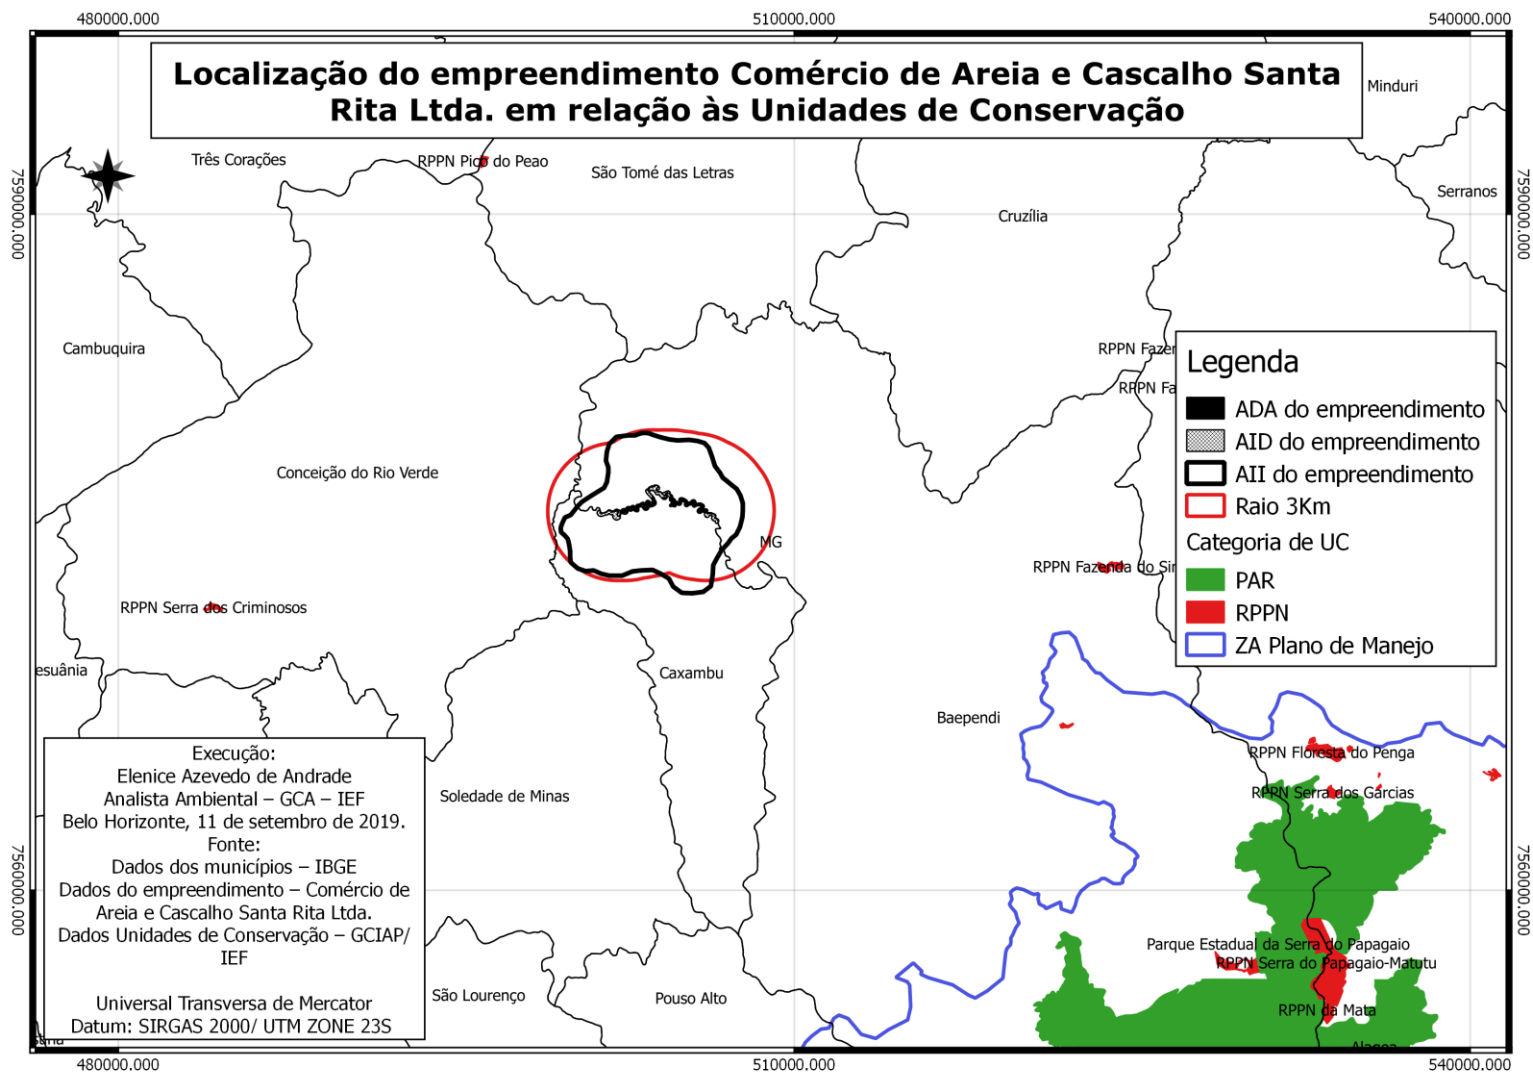 480000.000
510000.000
540000.000
Localização do empreendimento Comércio de Areia e Cascalho Santa
Rita Ltda. em relação às Unidades de Conservação
Minduri
Três Corações
RPPN Pico do Peao
São Tomé das Letras
7590000.000
7590000.000
Serranos
Cruzília
Cambuquira
RPPN Fazer
RPPN Fa
Legenda
ADA do empreendimento
AID do empreendimento
AII do empreendimento
Raio 3Km
Categoria de UC
PAR
RPPN
ZA Plano de Manejo
Conceição do Rio Verde
MG
RPPN Fazenda do Sir
RPPN Serra dos Criminosos
esuânia
Caxambu
Baependi
RPPN Floresta do Penga
RPPN Serra dos Garcias
Soledade de Minas
Execução:
Elenice Azevedo de Andrade
Analista Ambiental – GCA – IEF
Belo Horizonte, 11 de setembro de 2019.
Fonte:
Dados dos municípios – IBGE
Dados do empreendimento – Comércio de
Areia e Cascalho Santa Rita Ltda.
Dados Unidades de Conservação – GCIAP/
IEF
Universal Transversa de Mercator
Datum: SIRGAS 2000/ UTM ZONE 23S
7560000.000
7560000.000
Parque Estadual da Serra do Papagaio
RPPN Serra do Papagaio-Matutu
RPPN da Mata
São Lourenço
Pouso Alto
Alagoa
480000.000
510000.000
540000.000